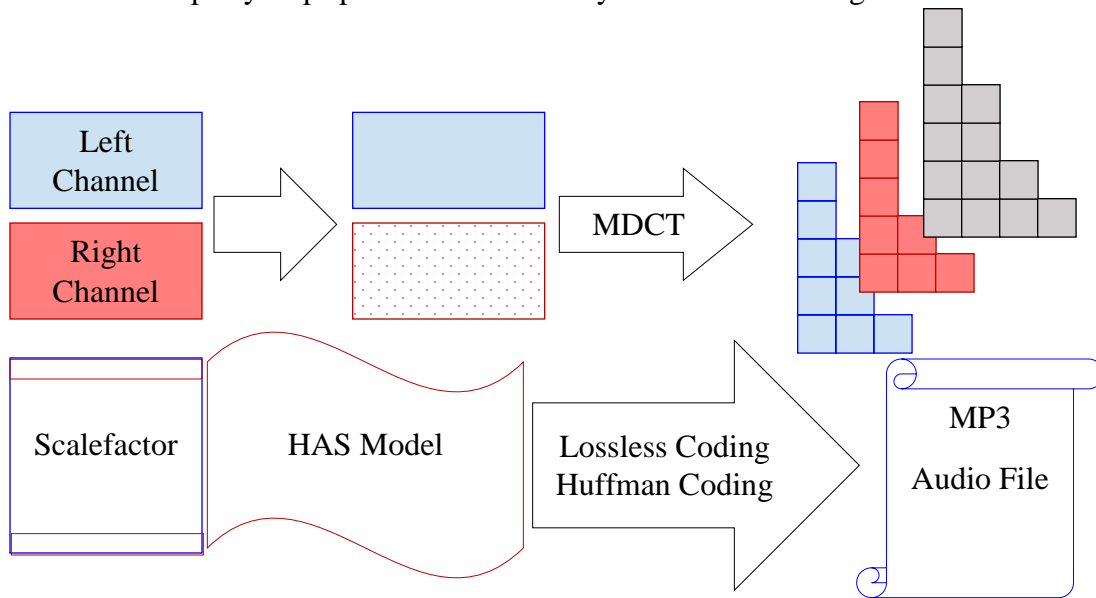 Left
Channel
MDCT
Right
Channel
Scalefactor
HAS Model
Lossless Coding
Huffman Coding
MP3
Audio File